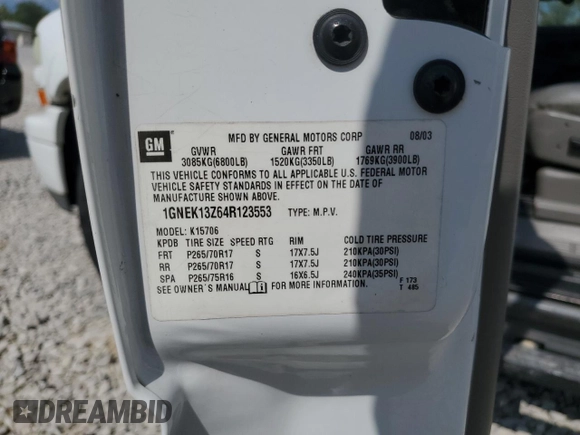 GM
MFD BY GENERAL MOTORS CORP 08/03
GVWR GAWR FRT GAWR RR
3085KG(6800LB) 1520KG(3350LB) 1769KG(3900LB)
THIS VEHICLE CONFORMS TO ALL APPLICABLE U.S. FEDERAL MOTOR
VEHICLE SAFETY STANDARDS IN EFFECT ON THE DATE OF
MANUFACTURE SHOWN ABOVE.
1GNEK13Z64R123553 TYPE: M.P.V.
MODEL: K15706
KPDB TIRE SIZE SPEED RTG RIM COLD TIRE PRESSURE
FRT P265/70R17 S 17X7.5J 210KPA(30PSI)
RR P265/70R17 S 17X7.5J 210KPA(30PSI)
SPA P265/75R16 S 16X6.5J 240KPA(35PSI)
SEE OWNER'S MANUAL FOR MORE INFORMATION.
F 173
T 485
DREAMBID